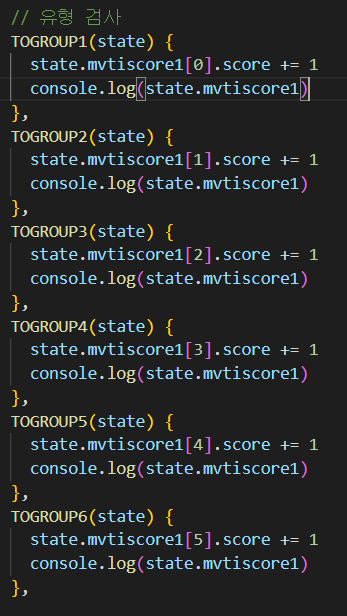 // 유형 검사
TOGROUP1(state) {
  state.mvtiscore1[0].score += 1
  console.log(state.mvtiscore1)
},
TOGROUP2(state) {
  state.mvtiscore1[1].score += 1
  console.log(state.mvtiscore1)
},
TOGROUP3(state) {
  state.mvtiscore1[2].score += 1
  console.log(state.mvtiscore1)
},
TOGROUP4(state) {
  state.mvtiscore1[3].score += 1
  console.log(state.mvtiscore1)
},
TOGROUP5(state) {
  state.mvtiscore1[4].score += 1
  console.log(state.mvtiscore1)
},
TOGROUP6(state) {
  state.mvtiscore1[5].score += 1
  console.log(state.mvtiscore1)
},